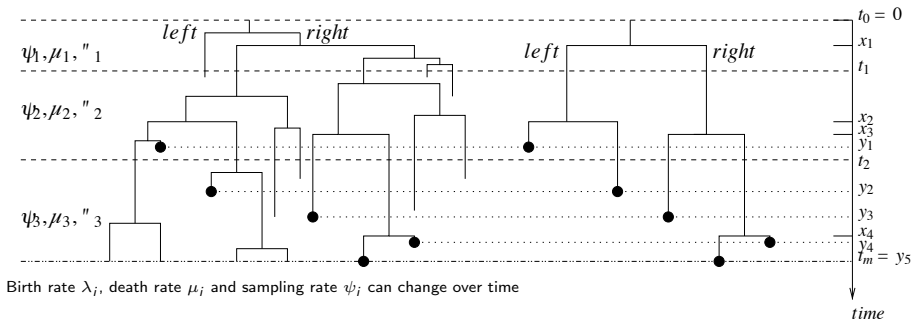 t₀ = 0
left
right
x₁
left
right
ψ₁,μ₁,″₁
t₁
ψ₂,μ₂,″₂
x₂
x₃
y₁
t₂
y₂
ψ₃,μ₃,″₃
y₃
x₄
y₄
tₘ = y₅
Birth rate λᵢ, death rate μᵢ and sampling rate ψᵢ can change over time
time